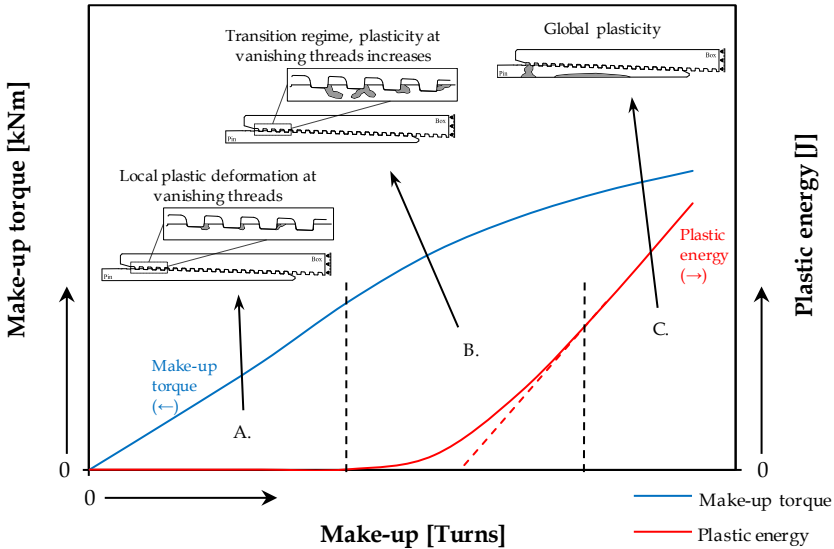 Transition regime, plasticity at
vanishing threads increases
Global plasticity
Box
Pin
Box
Pin
Local plastic deformation at
vanishing threads
Box
Pin
Make-up torque [kNm]
Plastic energy [J]
Plastic
energy
(→)
Make-up
torque
(←)
A.
B.
C.
0
0
0
Make-up [Turns]
Make-up torque
Plastic energy